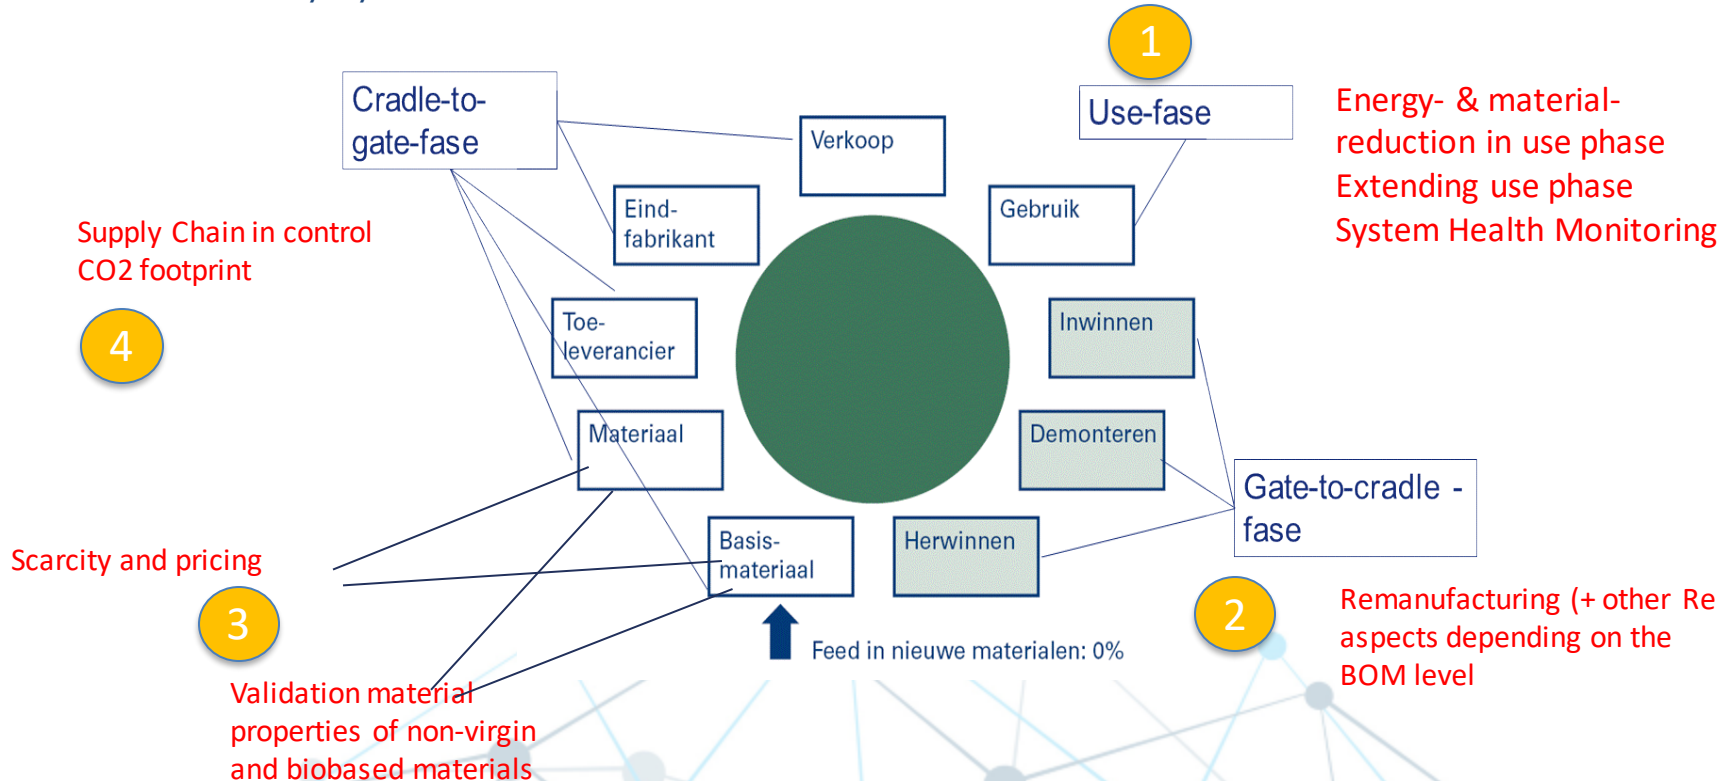 1
Cradle-to-
gate-fase
Use-fase
Energy- & material-
reduction in use phase
Extending use phase
System Health Monitoring
Verkoop
Eind-
fabrikant
Gebruik
Supply Chain in control
CO2 footprint
4
Toe-
leverancier
Inwinnen
Materiaal
Demonteren
Gate-to-cradle -
fase
Scarcity and pricing
3
Basis-
materiaal
Herwinnen
2
Remanufacturing (+ other Re
aspects depending on the
BOM level
Feed in nieuwe materialen: 0%
Validation material
properties of non-virgin
and biobased materials